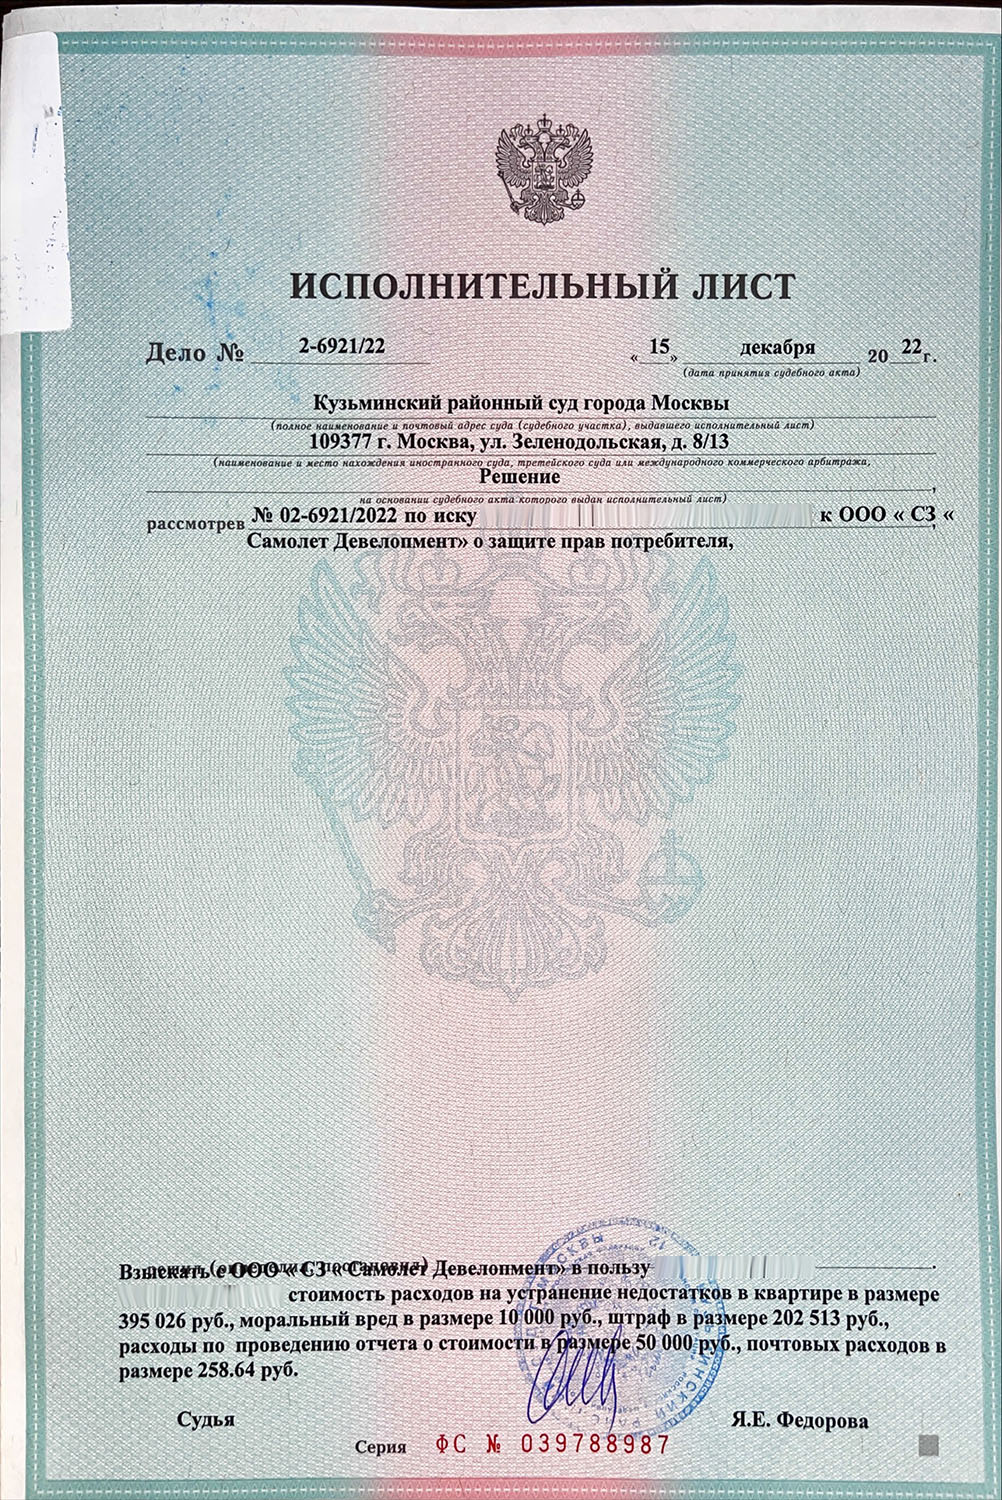 ИСПОЛНИТЕЛЬНЫЙ ЛИСТ
Дело № 2-6921/22 « 15 » декабря 20 22 г.
(дата принятия судебного акта)
Кузьминский районный суд города Москвы
(полное наименование и почтовый адрес суда (судебного участка), выдавшего исполнительный лист)
109377 г. Москва, ул. Зеленодольская, д. 8/13
(наименование и место нахождения иностранного суда, третейского суда или международного коммерческого арбитража,
Решение ,
на основании судебного акта которого выдан исполнительный лист)
рассмотрев № 02-6921/2022 по иску к ООО « СЗ « ,
Самолет Девелопмент» о защите прав потребителя,
решил (определил, постановил) .
Взыскать с ООО « СЗ « Самолет Девелопмент» в пользу
стоимость расходов на устранение недостатков в квартире в размере
395 026 руб., моральный вред в размере 10 000 руб., штраф в размере 202 513 руб.,
расходы по проведению отчета о стоимости в размере 50 000 руб., почтовых расходов в
размере 258.64 руб.
Судья Я.Е. Федорова
Серия ФС № 039788987